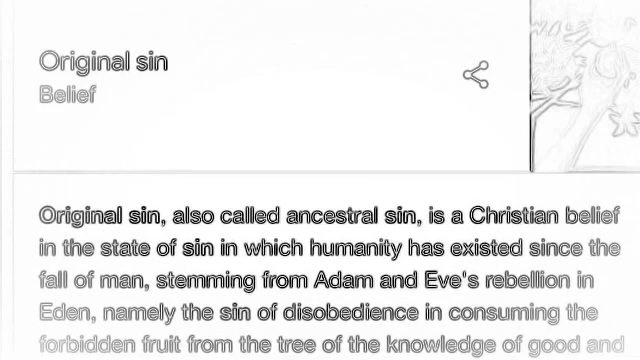 Original sin
Belief
Original sin, also called ancestral sin, is a Christian belief
in the state of sin in which humanity has existed since the
fall of man, stemming from Adam and Eve's rebellion in
Eden, namely the sin of disobedience in consuming the
forbidden fruit from the tree of the knowledge of good and